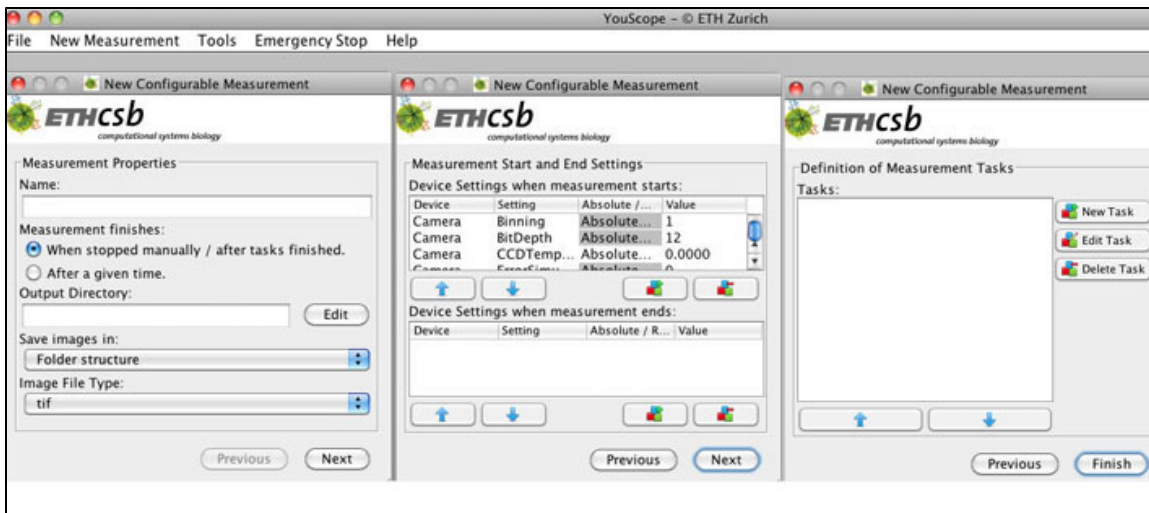 YouScope – © ETH Zurich
File New Measurement Tools Emergency Stop Help
New Configurable Measurement
ETHcsb
computational systems biology
Measurement Properties
Name:
Measurement finishes:
When stopped manually / after tasks finished.
After a given time.
Output Directory:
Edit
Save images in:
Folder structure
Image File Type:
tif
Previous Next
New Configurable Measurement
ETHcsb
computational systems biology
Measurement Start and End Settings
Device Settings when measurement starts:
Device Setting Absolute /... Value
Camera Binning Absolute... 1
Camera BitDepth Absolute... 12
Camera CCDTemp... Absolute... 0.0000
Camera ErrorSimu Absolute 0
Device Settings when measurement ends:
Device Setting Absolute / R... Value
Previous Next
New Configurable Measurement
ETHcsb
computational systems biology
Definition of Measurement Tasks
Tasks:
New Task
Edit Task
Delete Task
Previous Finish